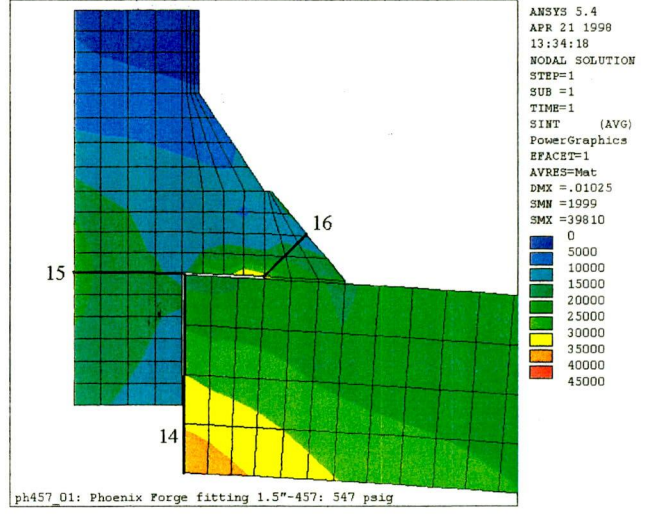 ANSYS 5.4
APR 21 1998
13:34:18
NODAL SOLUTION
STEP=1
SUB =1
TIME=1
SINT (AVG)
PowerGraphics
EFACET=1
AVRES=Mat
DMX =.01025
SMN =1999
SMX =39810
0
5000
10000
15000
20000
25000
30000
35000
40000
45000
16
15
14
ph457_01: Phoenix Forge fitting 1.5"-457: 547 psig